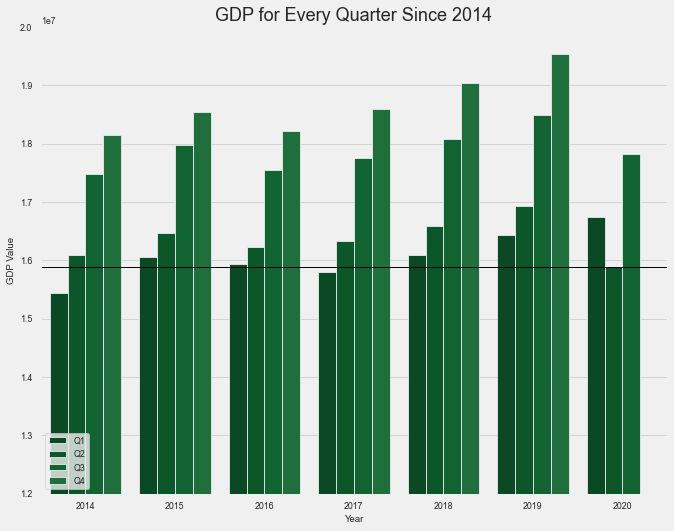 GDP for Every Quarter Since 2014
1e7
2.0
1.9
1.8
1.7
1.6
1.5
1.4
1.3
1.2
GDP Value
Q1
Q2
Q3
Q4
2014 2015 2016 2017 2018 2019 2020
Year